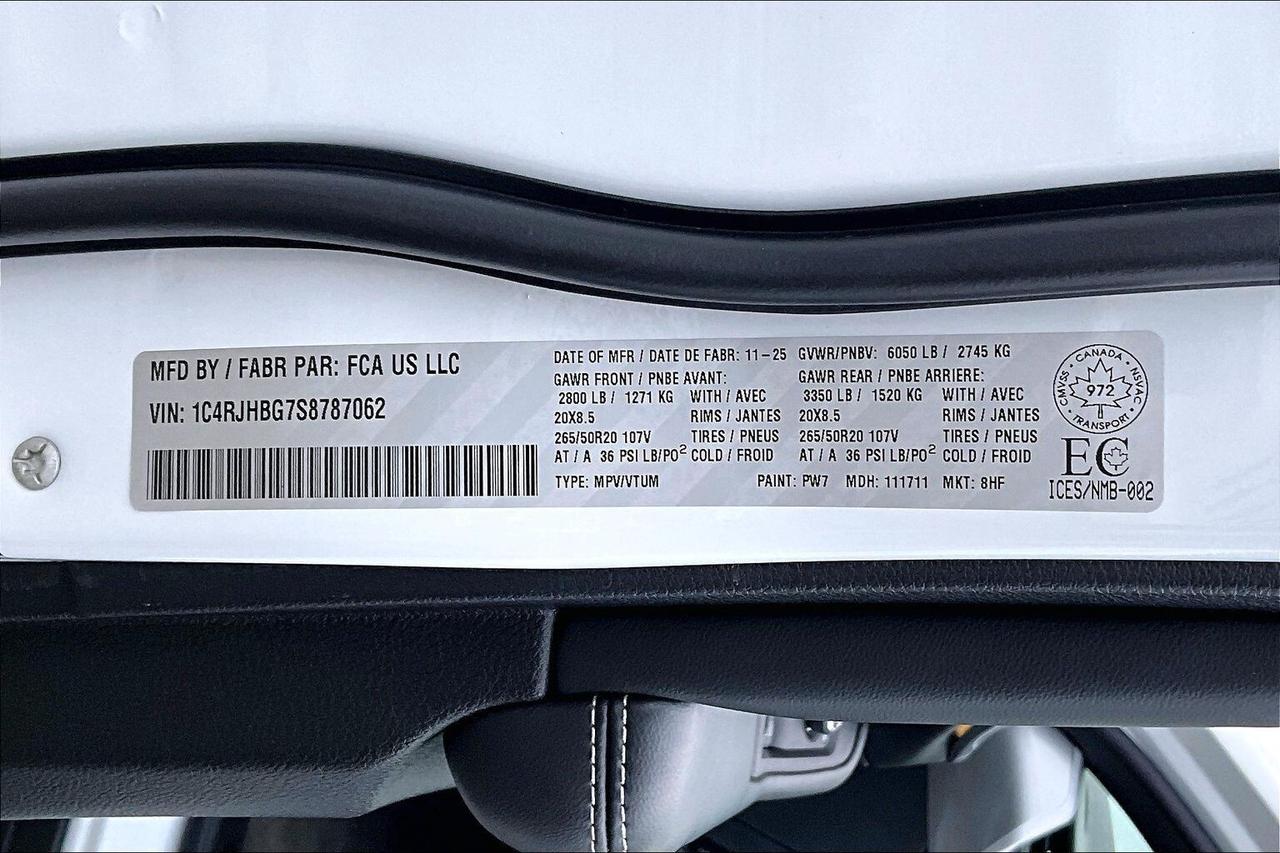 MFD BY / FABR PAR: FCA US LLC
VIN: 1C4RJHBG7S8787062
DATE OF MFR / DATE DE FABR: 11-25 GVWR/PNBV: 6050 LB / 2745 KG
GAWR FRONT / PNBE AVANT: GAWR REAR / PNBE ARRIERE:
2800 LB / 1271 KG WITH / AVEC 3350 LB / 1520 KG WITH / AVEC
20X8.5 RIMS / JANTES 20X8.5 RIMS / JANTES
265/50R20 107V TIRES / PNEUS 265/50R20 107V TIRES / PNEUS
AT / A 36 PSI LB/PO² COLD / FROID AT / A 36 PSI LB/PO² COLD / FROID
TYPE: MPV/VTUM PAINT: PW7 MDH: 111711 MKT: 8HF
CMVSS · CANADA · NSVAC
972
TRANSPORT
EC
ICES/NMB-002